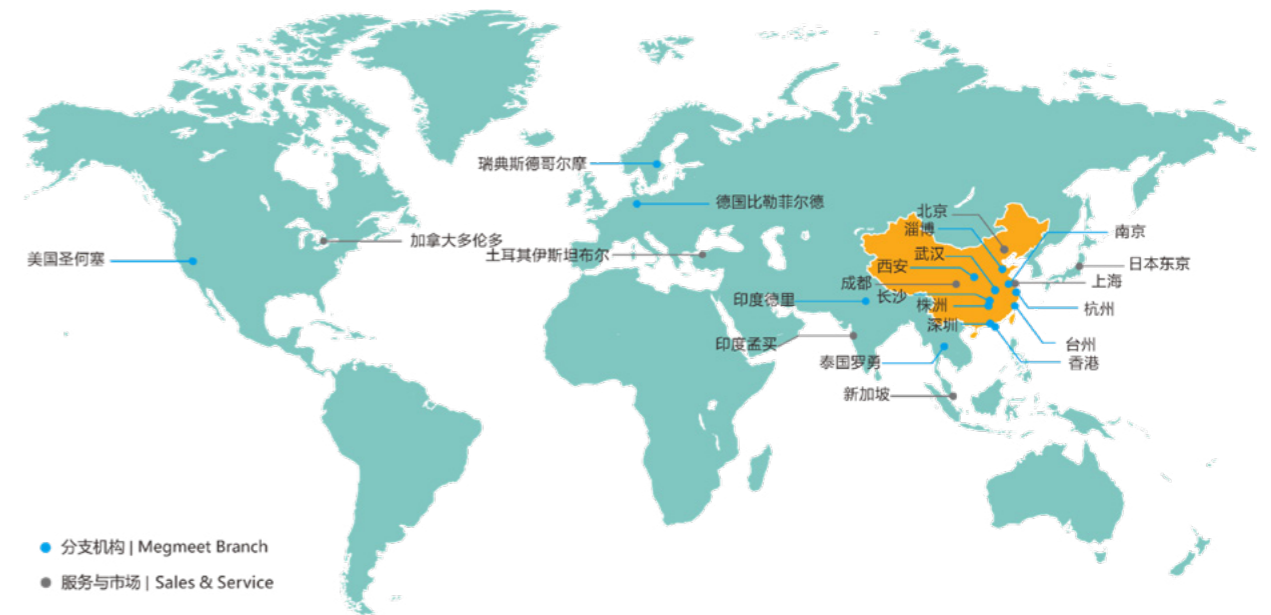 瑞典斯德哥尔摩
德国比勒菲尔德
北京
淄博
南京
加拿大多伦多
土耳其伊斯坦布尔
武汉
美国圣何塞
西安
日本东京
成都
上海
印度德里
长沙
株洲
杭州
深圳
印度孟买
台州
泰国罗勇
香港
新加坡
分支机构 | Megmeet Branch
服务与市场 | Sales & Service